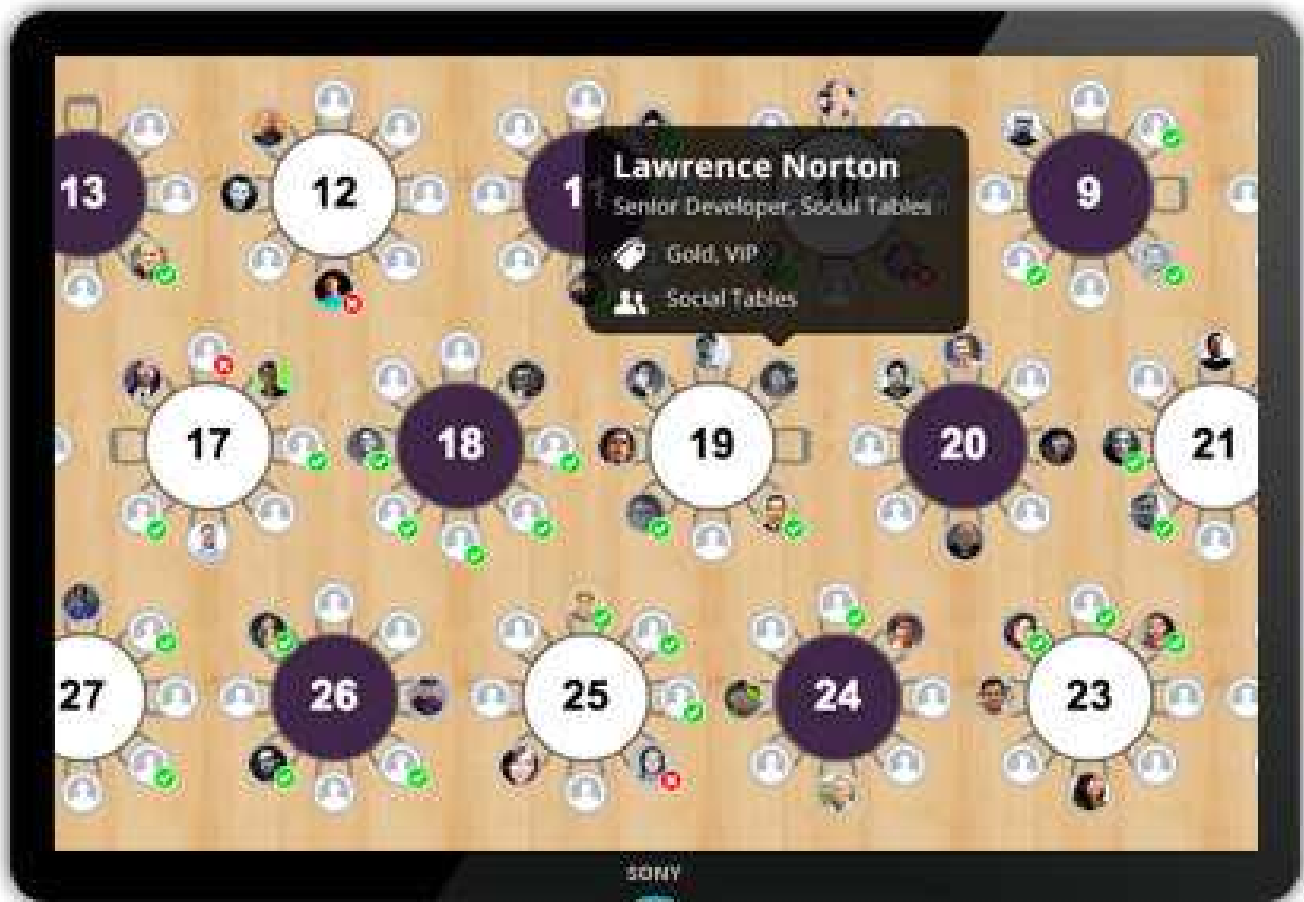 13
12
1
9
Lawrence Norton
Senior Developer, Social Tables
Gold, VIP
Social Tables
17
18
19
20
21
27
26
25
24
23
SONY